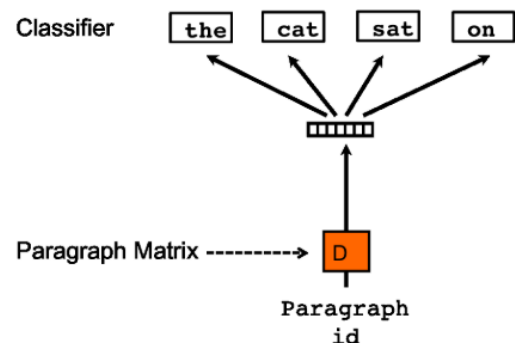 Classifier the cat sat on
Paragraph Matrix D
Paragraph
id